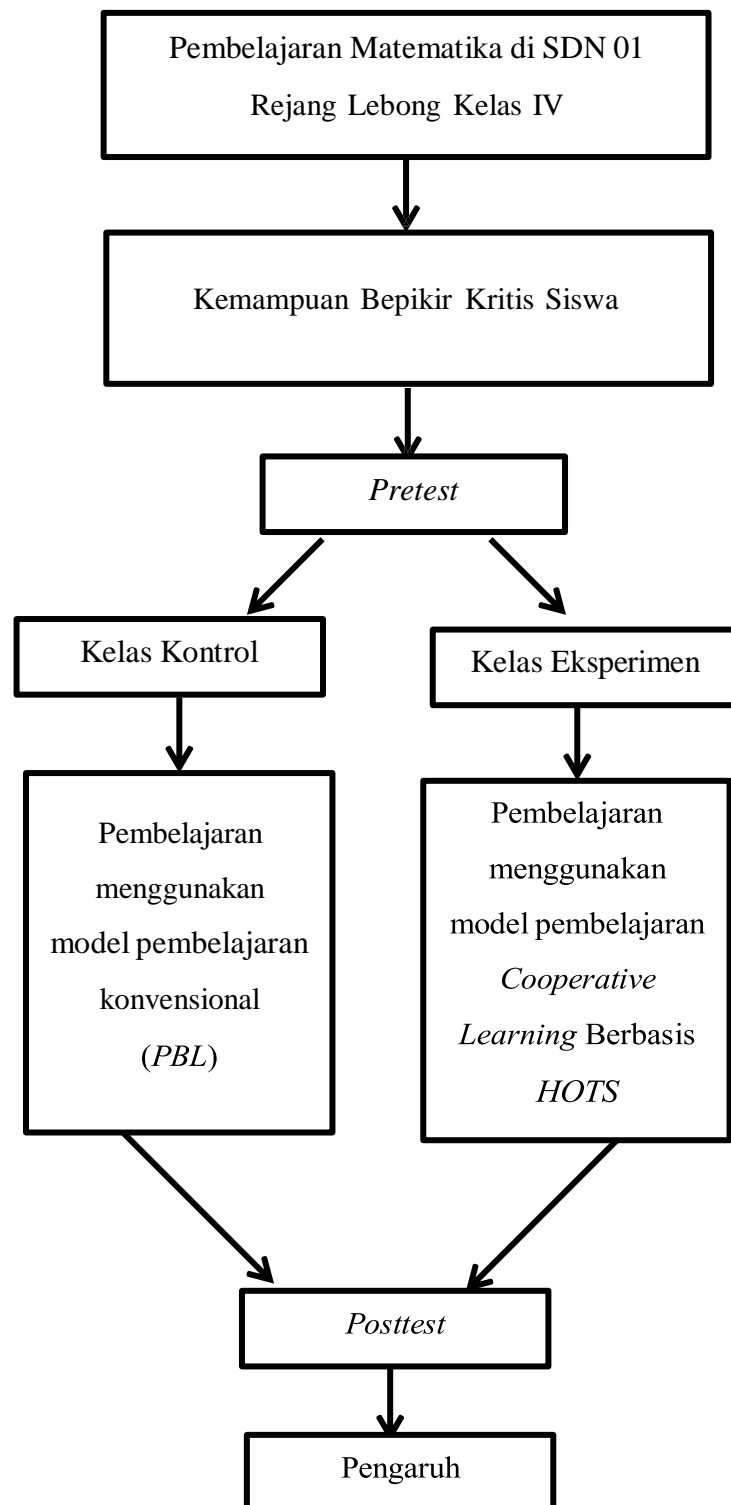 Pembelajaran Matematika di SDN 01
Rejang Lebong Kelas IV
Kemampuan Bepikir Kritis Siswa
Pretest
Kelas Kontrol
Kelas Eksperimen
Pembelajaran
menggunakan
model pembelajaran
konvensional
(PBL)
Pembelajaran
menggunakan
model pembelajaran
Cooperative
Learning Berbasis
HOTS
Posttest
Pengaruh